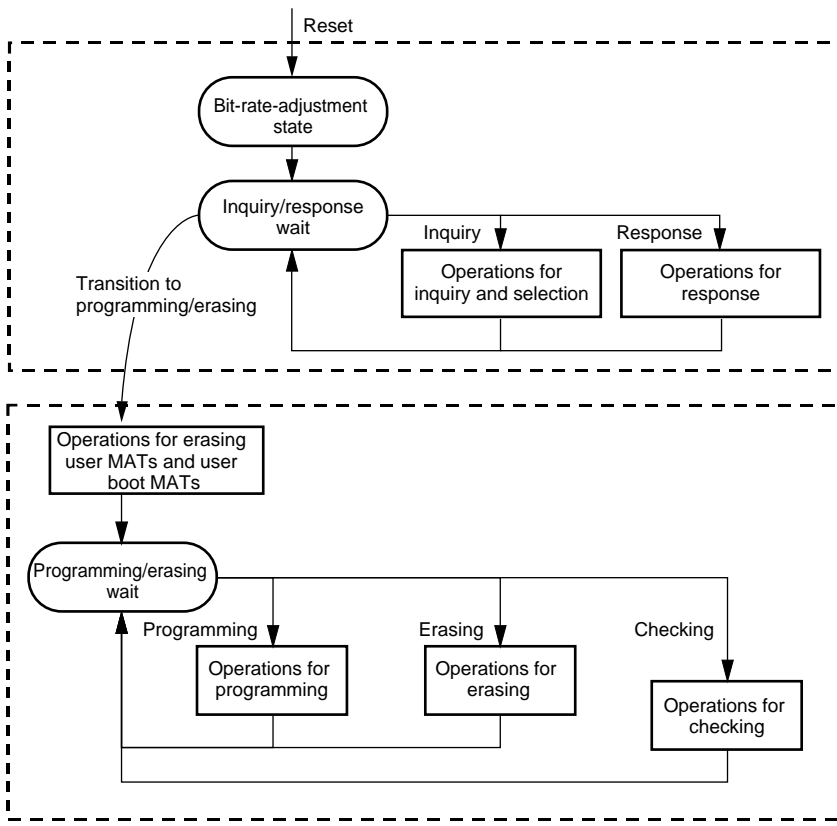 Reset
Bit-rate-adjustment
state
Inquiry/response
wait
Inquiry
Response
Operations for
inquiry and selection
Operations for
response
Transition to
programming/erasing
Operations for erasing
user MATs and user
boot MATs
Programming/erasing
wait
Programming
Erasing
Checking
Operations for
programming
Operations for
erasing
Operations for
checking